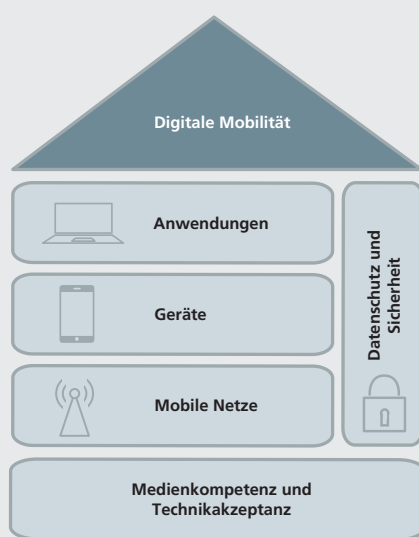 Digitale Mobilität
Anwendungen
Geräte
Mobile Netze
Datenschutz und
Sicherheit
Medienkompetenz und
Technikakzeptanz